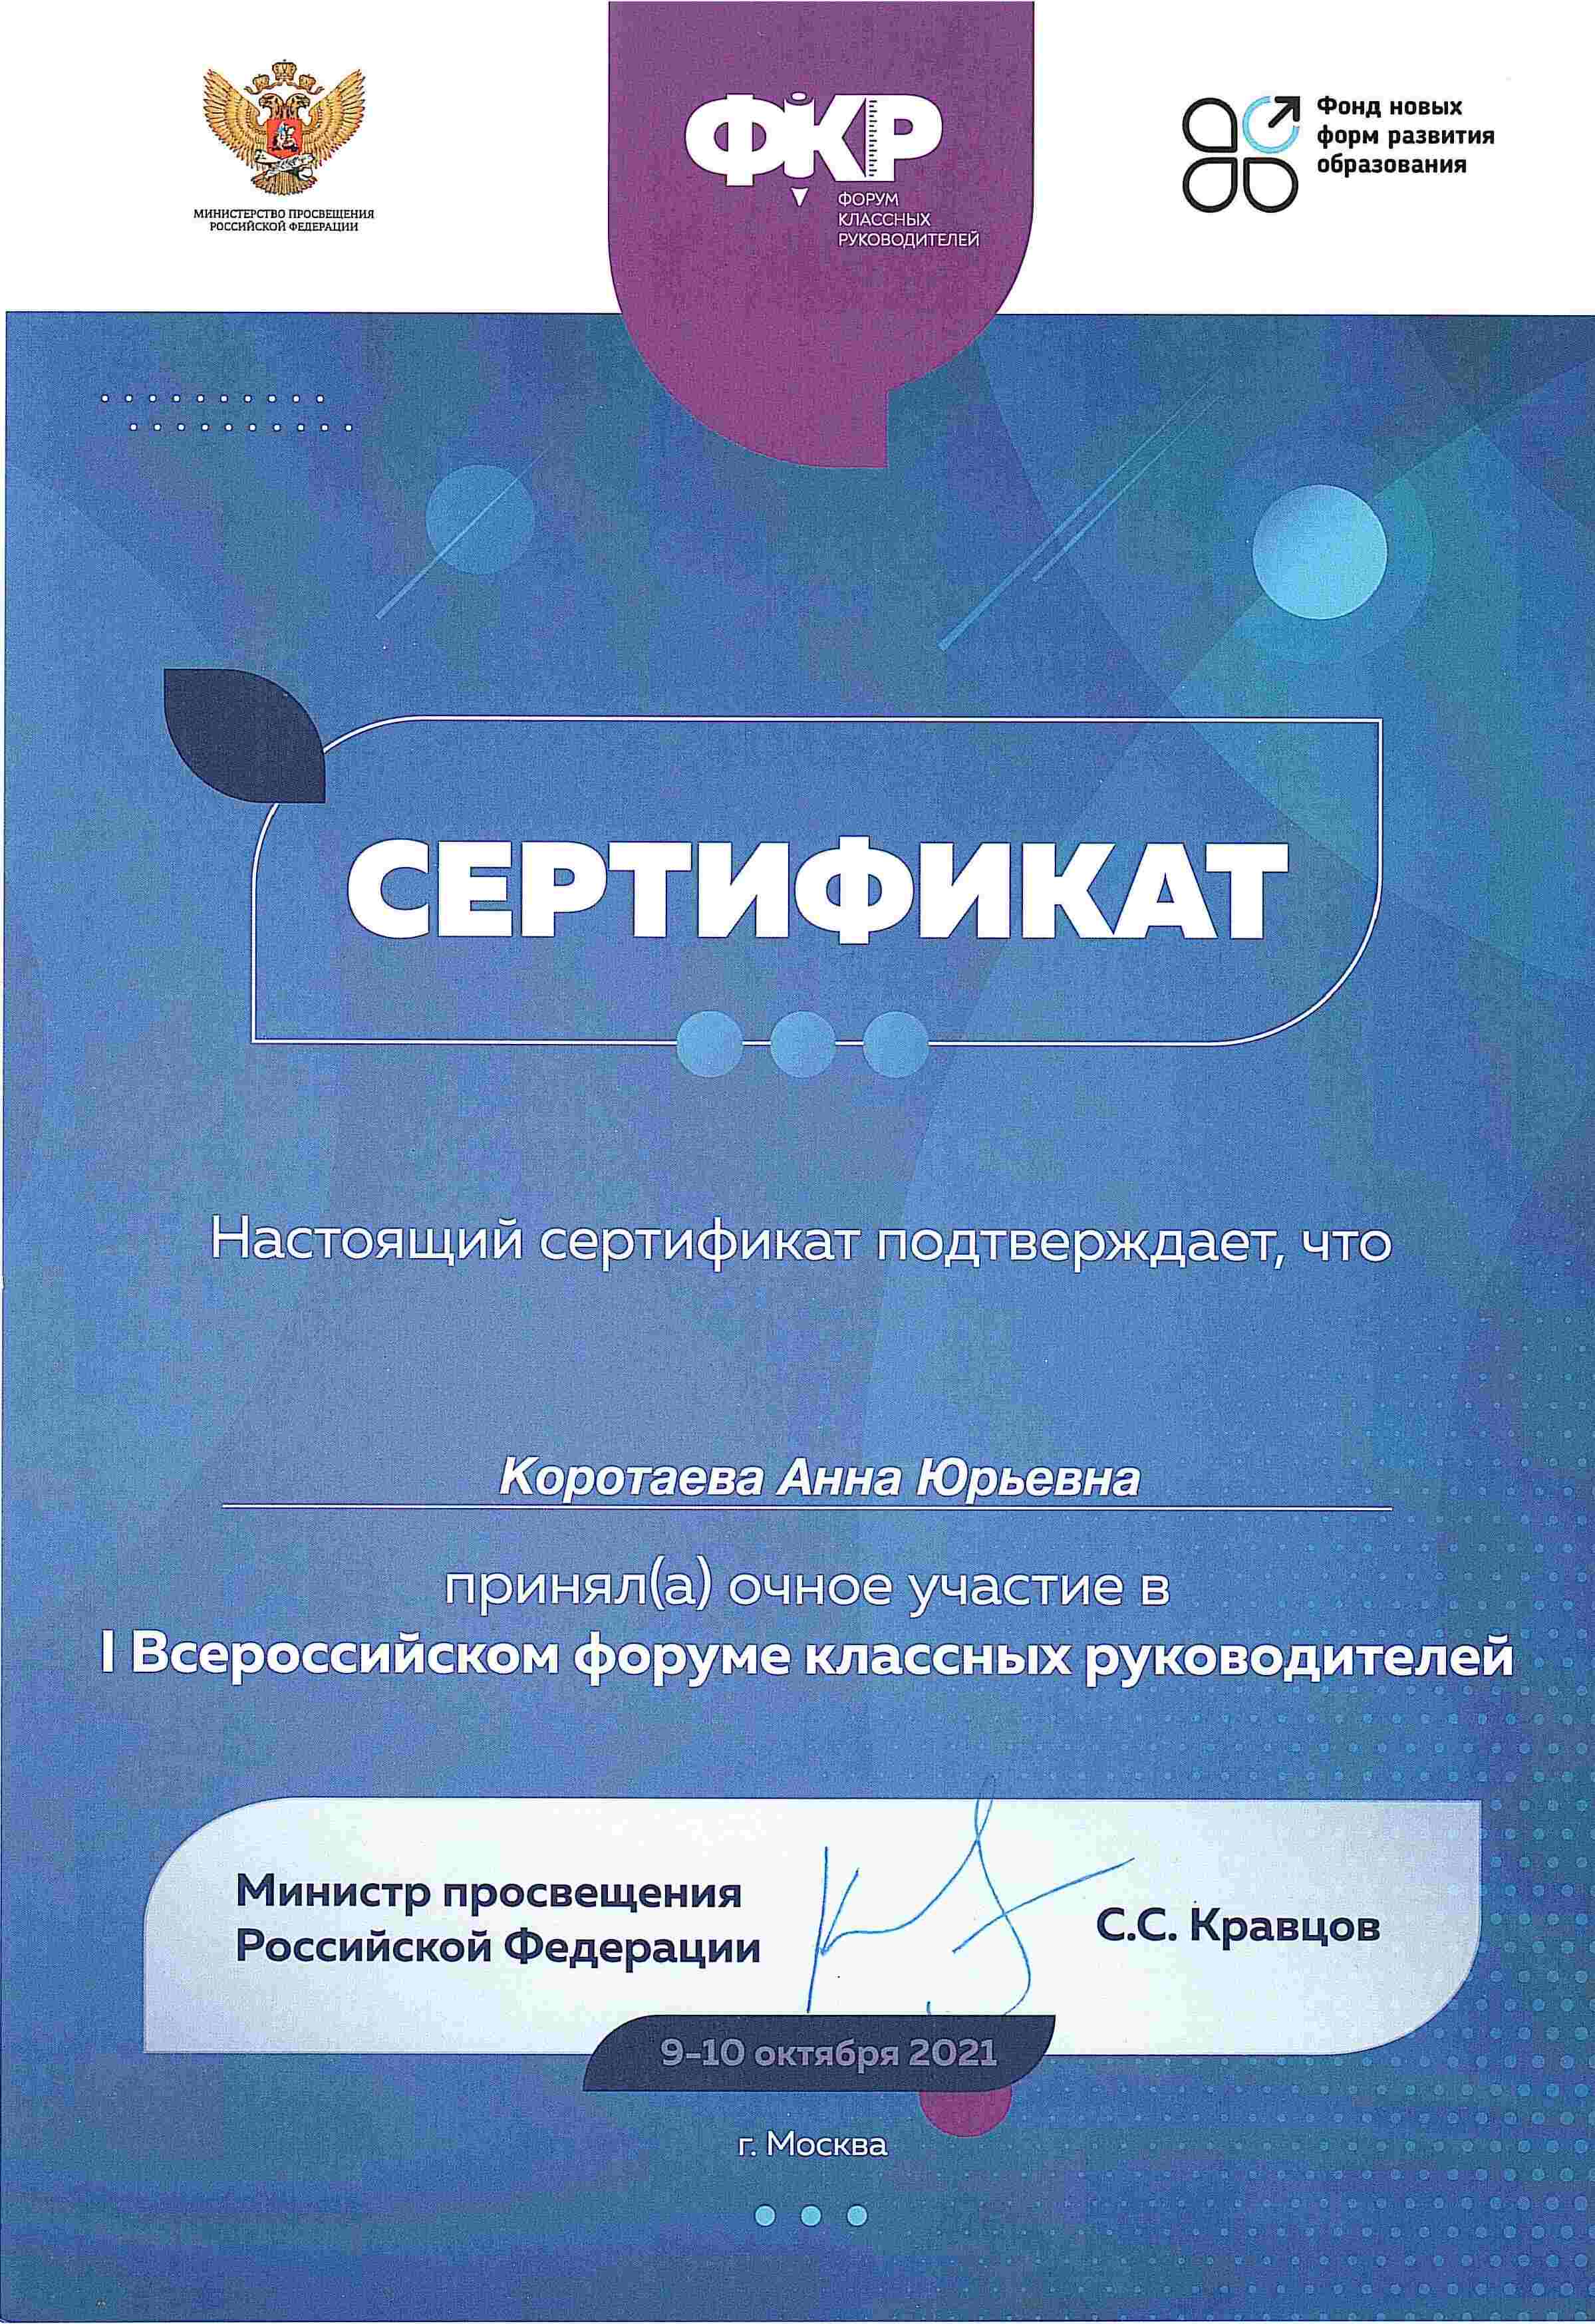 МИНИСТЕРСТВО ПРОСВЕЩЕНИЯ
РОССИЙСКОЙ ФЕДЕРАЦИИ
ФКР
ФОРУМ
КЛАССНЫХ
РУКОВОДИТЕЛЕЙ
Фонд новых
форм развития
образования
СЕРТИФИКАТ
Настоящий сертификат подтверждает, что
Коротаева Анна Юрьевна
принял(а) очное участие в
I Всероссийском форуме классных руководителей
Министр просвещения
Российской Федерации
С.С. Кравцов
9-10 октября 2021
г. Москва